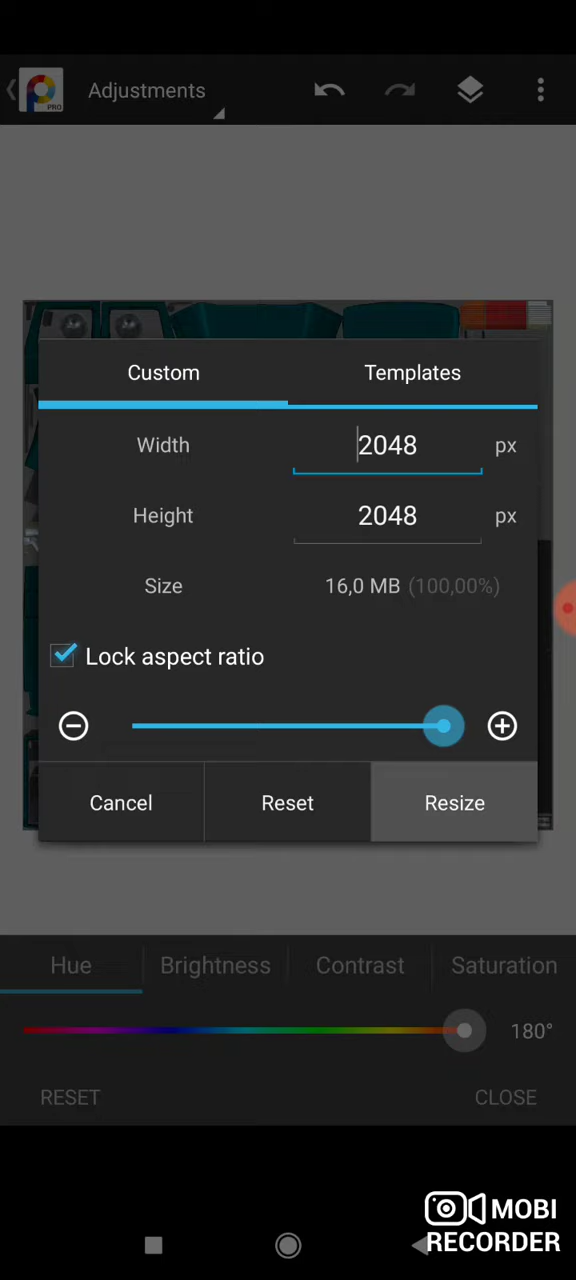 PRO
Adjustments
Custom Templates
Width 2048 px
Height 2048 px
Size 16,0 MB (100,00%)
Lock aspect ratio
Cancel Reset Resize
Hue Brightness Contrast Saturation
180°
RESET CLOSE
MOBI
RECORDER